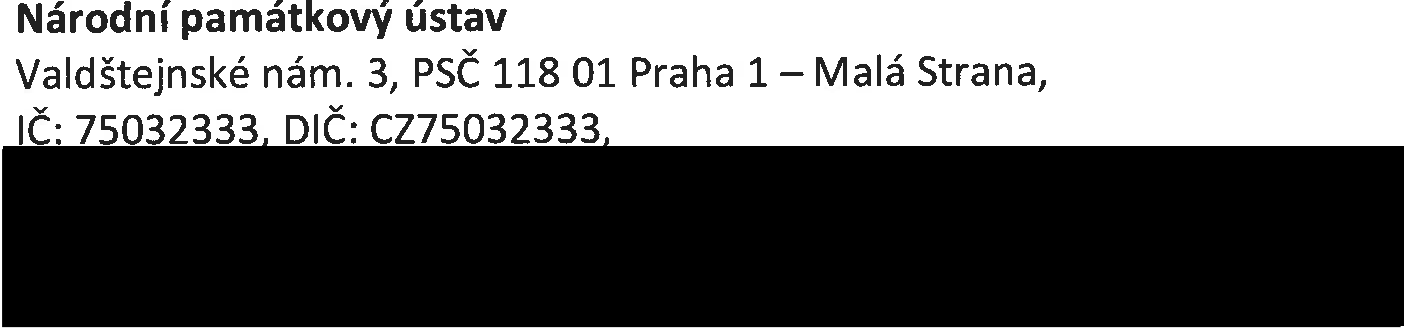 Národní památkový ústav
Valdštejnské nám. 3, PSČ 118 01 Praha 1 – Malá Strana,
IČ: 75032333, DIČ: CZ75032333,